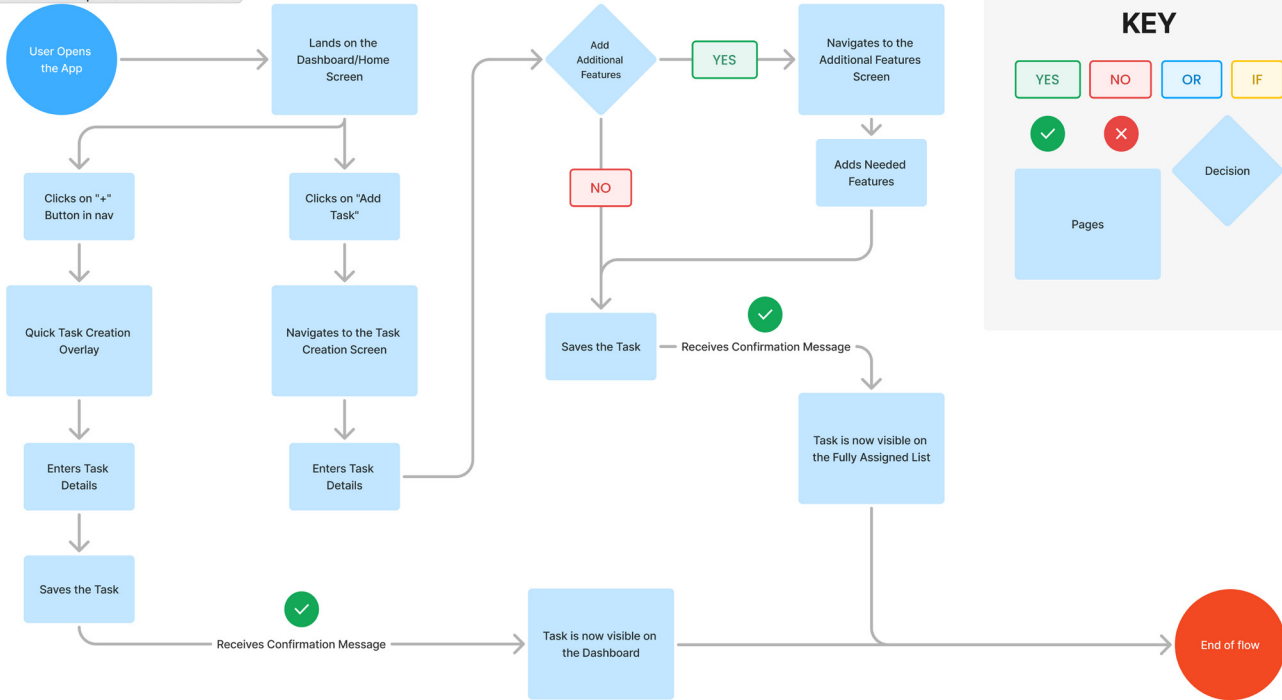 User Opens
the App
Lands on the
Dashboard/Home
Screen
Add
Additional
Features
YES
Navigates to the
Additional Features
Screen
KEY
YES
NO
OR
IF
Decision
Pages
Clicks on "+"
Button in nav
Clicks on "Add
Task"
NO
Adds Needed
Features
Quick Task Creation
Overlay
Navigates to the Task
Creation Screen
Saves the Task
Receives Confirmation Message
Enters Task
Details
Enters Task
Details
Task is now visible on
the Fully Assigned List
Saves the Task
Receives Confirmation Message
Task is now visible on
the Dashboard
End of flow